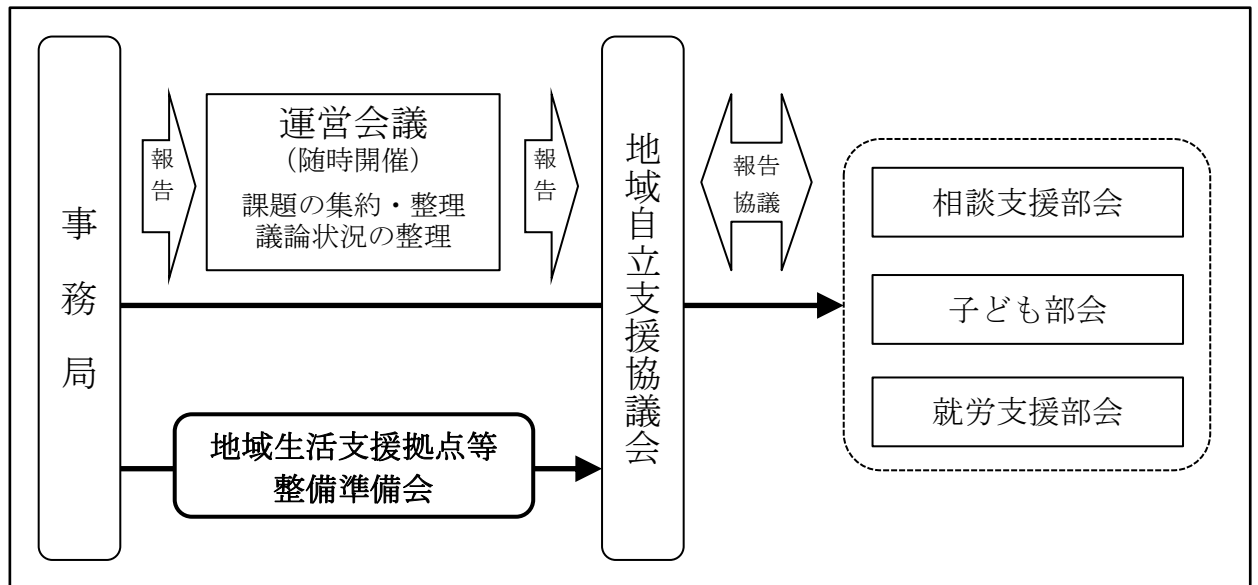 事務局
報告
運営会議
（随時開催）
課題の集約・整理
議論状況の整理
報告
地域自立支援協議会
報告
協議
相談支援部会
子ども部会
就労支援部会
地域生活支援拠点等
整備準備会